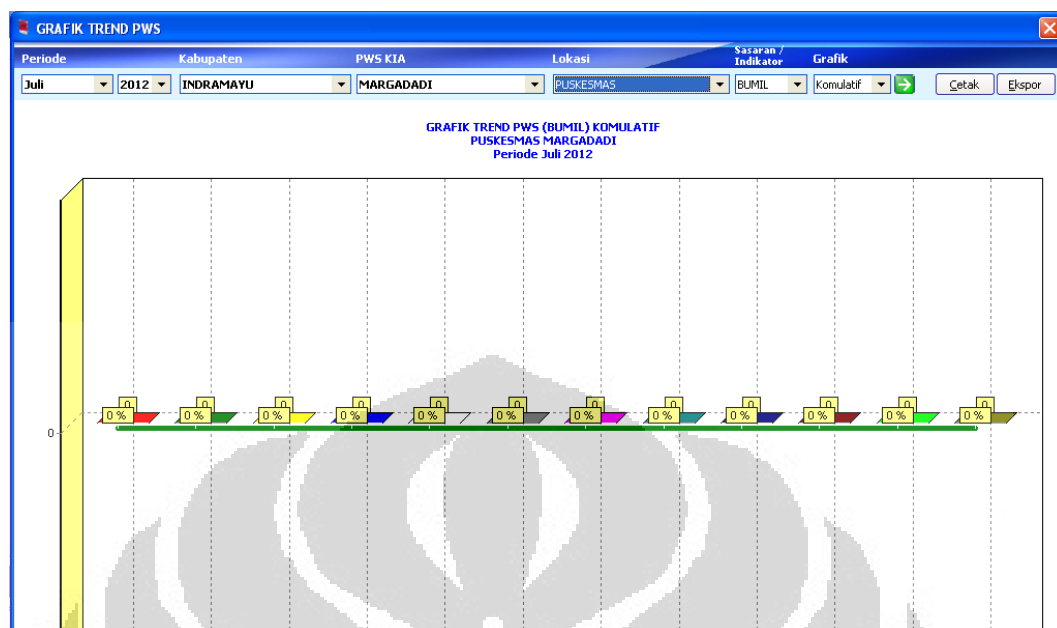 GRAFIK TREND PWS
Periode Kabupaten PWS KIA Lokasi Sasaran / Indikator Grafik
Juli 2012 INDRAMAYU MARGADADI PUSKESMAS BUMIL Komulatif Cetak Ekspor
GRAFIK TREND PWS (BUMIL) KOMULATIF
PUSKESMAS MARGADADI
Periode Juli 2012
0 0 0 0 0 0 0 0 0 0 0 0
0 % 0 % 0 % 0 % 0 % 0 % 0 % 0 % 0 % 0 % 0 % 0 %
0